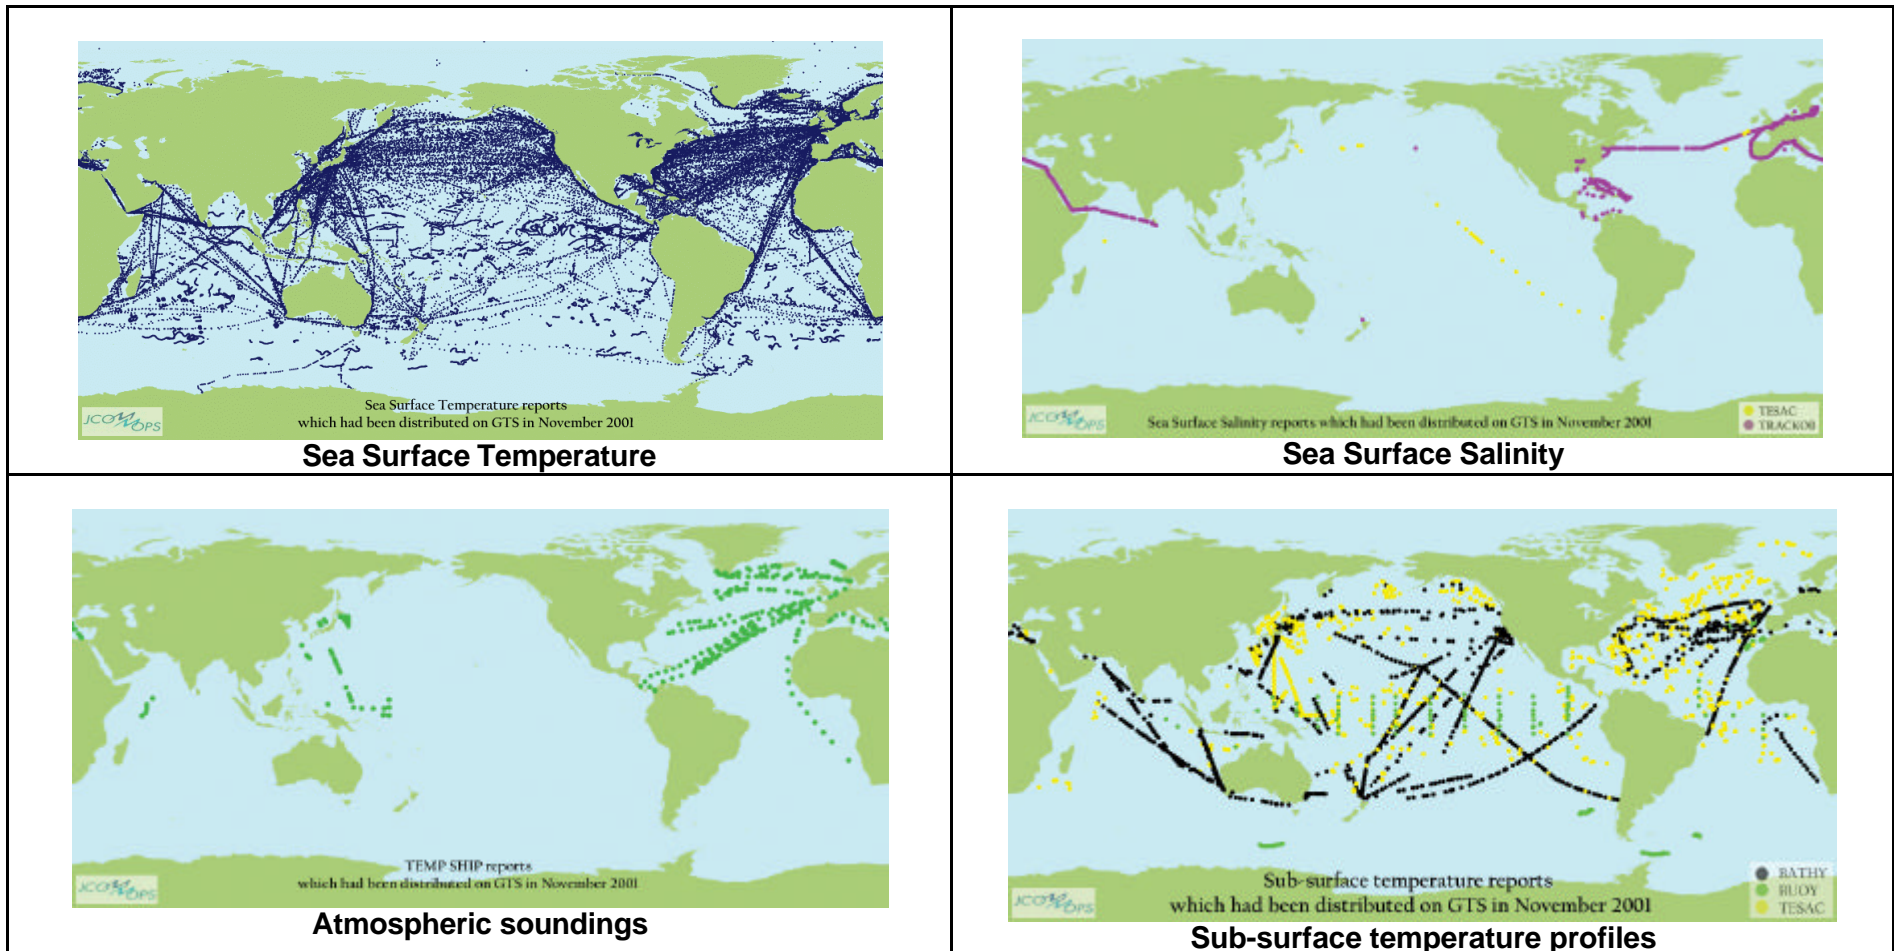 Sea Surface Temperature reports
which had been distributed on GTS in November 2001
JCOMMOPS
Sea Surface Temperature
Sea Surface Salinity reports which had been distributed on GTS in November 2001
JCOMMOPS
TESAC
TRACKOB
Sea Surface Salinity
TEMP SHIP reports
which had been distributed on GTS in November 2001
JCOMMOPS
Atmospheric soundings
Sub-surface temperature reports
which had been distributed on GTS in November 2001
JCOMMOPS
BATHY
BUOY
TESAC
Sub-surface temperature profiles